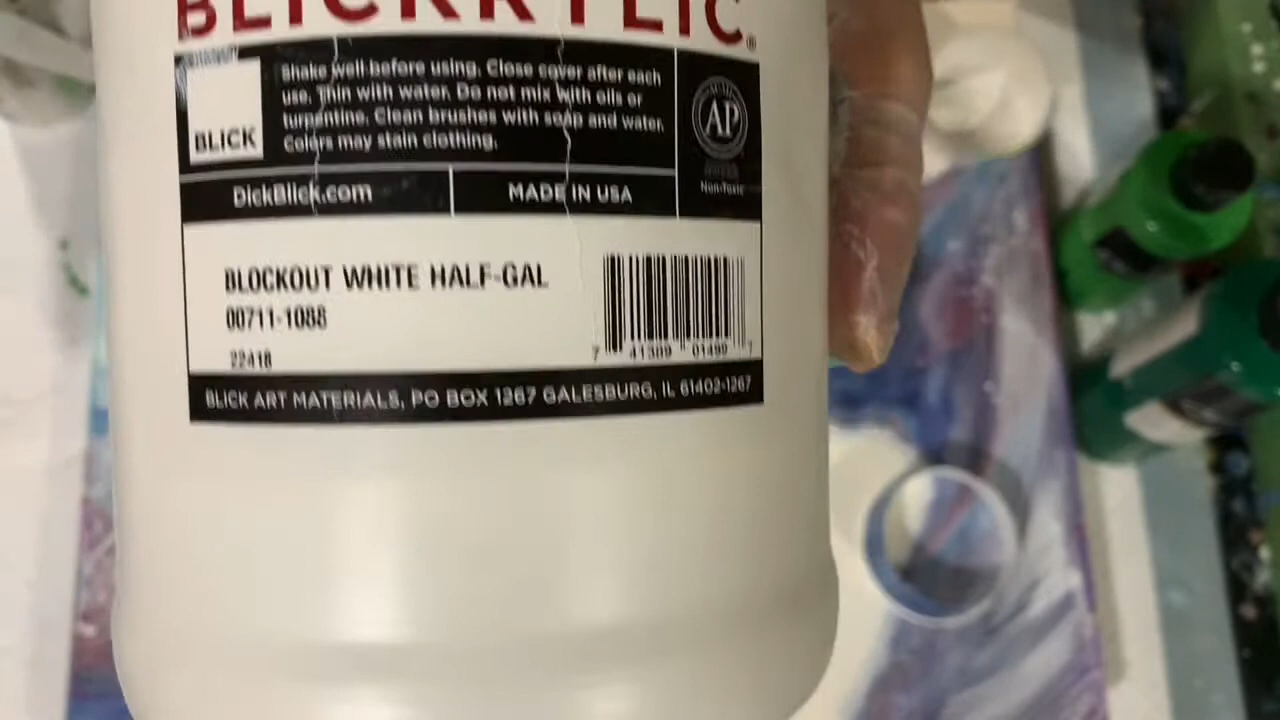 BLICKRYLIC®
Shake well before using. Close cover after each
use. Thin with water. Do not mix with oils or
turpentine. Clean brushes with soap and water.
Colors may stain clothing.
BLICK
AP
Non-Toxic
DickBlick.com
MADE IN USA
BLOCKOUT WHITE HALF-GAL
00711-1088
22418
BLICK ART MATERIALS, PO BOX 1267 GALESBURG, IL 61402-1267